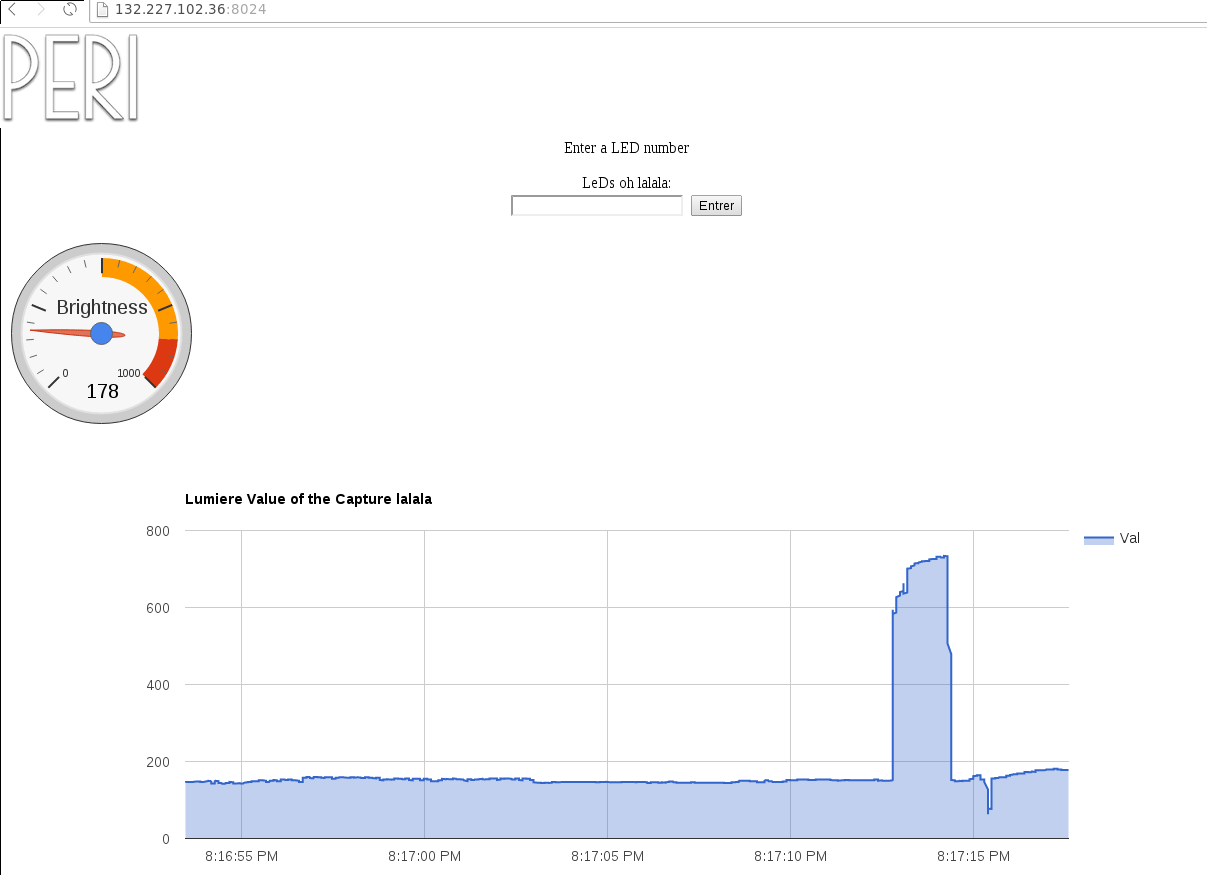 132.227.102.36:8024
PERI
Enter a LED number
LeDs oh lalala:
Entrer
Brightness
0 1000
178
Lumiere Value of the Capture lalala
800
Val
600
400
200
0
8:16:55 PM 8:17:00 PM 8:17:05 PM 8:17:10 PM 8:17:15 PM